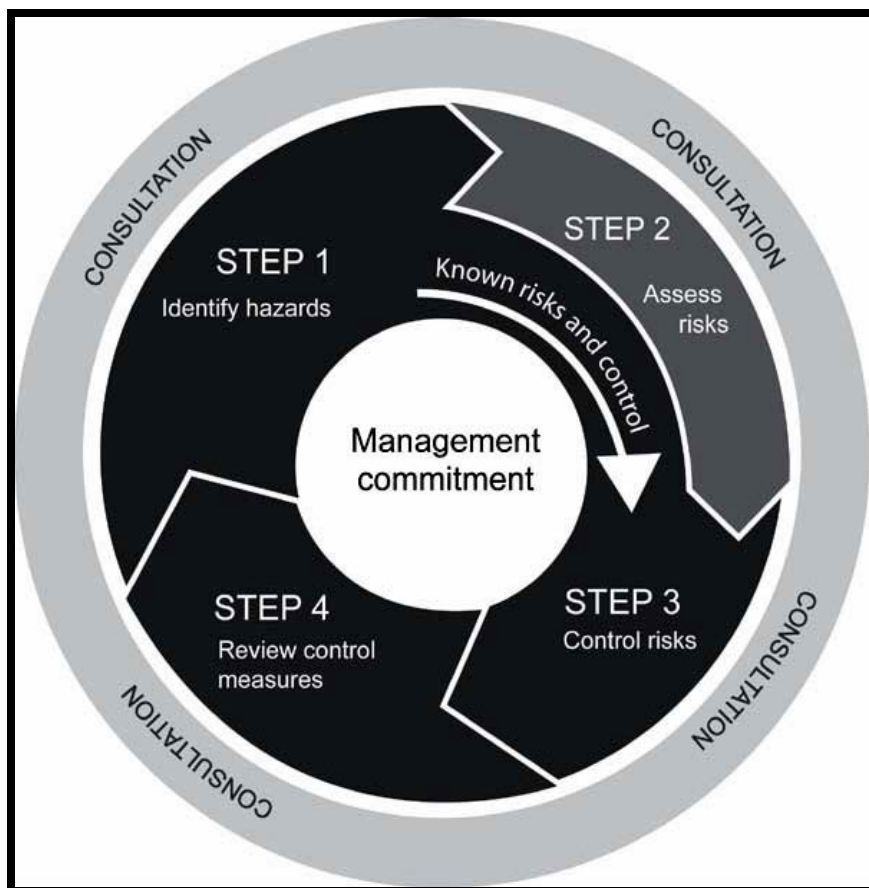 CONSULTATION
CONSULTATION
STEP 1
Identify hazards
STEP 2
Assess
risks
Known risks and control
Management
commitment
STEP 3
Control risks
STEP 4
Review control
measures
CONSULTATION
CONSULTATION